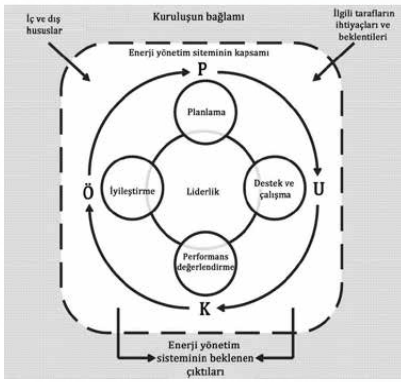 Kuruluşun bağlamı
İç ve dış
hususlar
İlgili tarafların
ihtiyaçları ve
beklentileri
Enerji yönetim siteminin kapsamı
P
Planlama
Ö
İyileştirme
Liderlik
Destek ve
çalışma
U
Performans
değerlendirme
K
Enerji yönetim
sisteminin beklenen
çıktıları